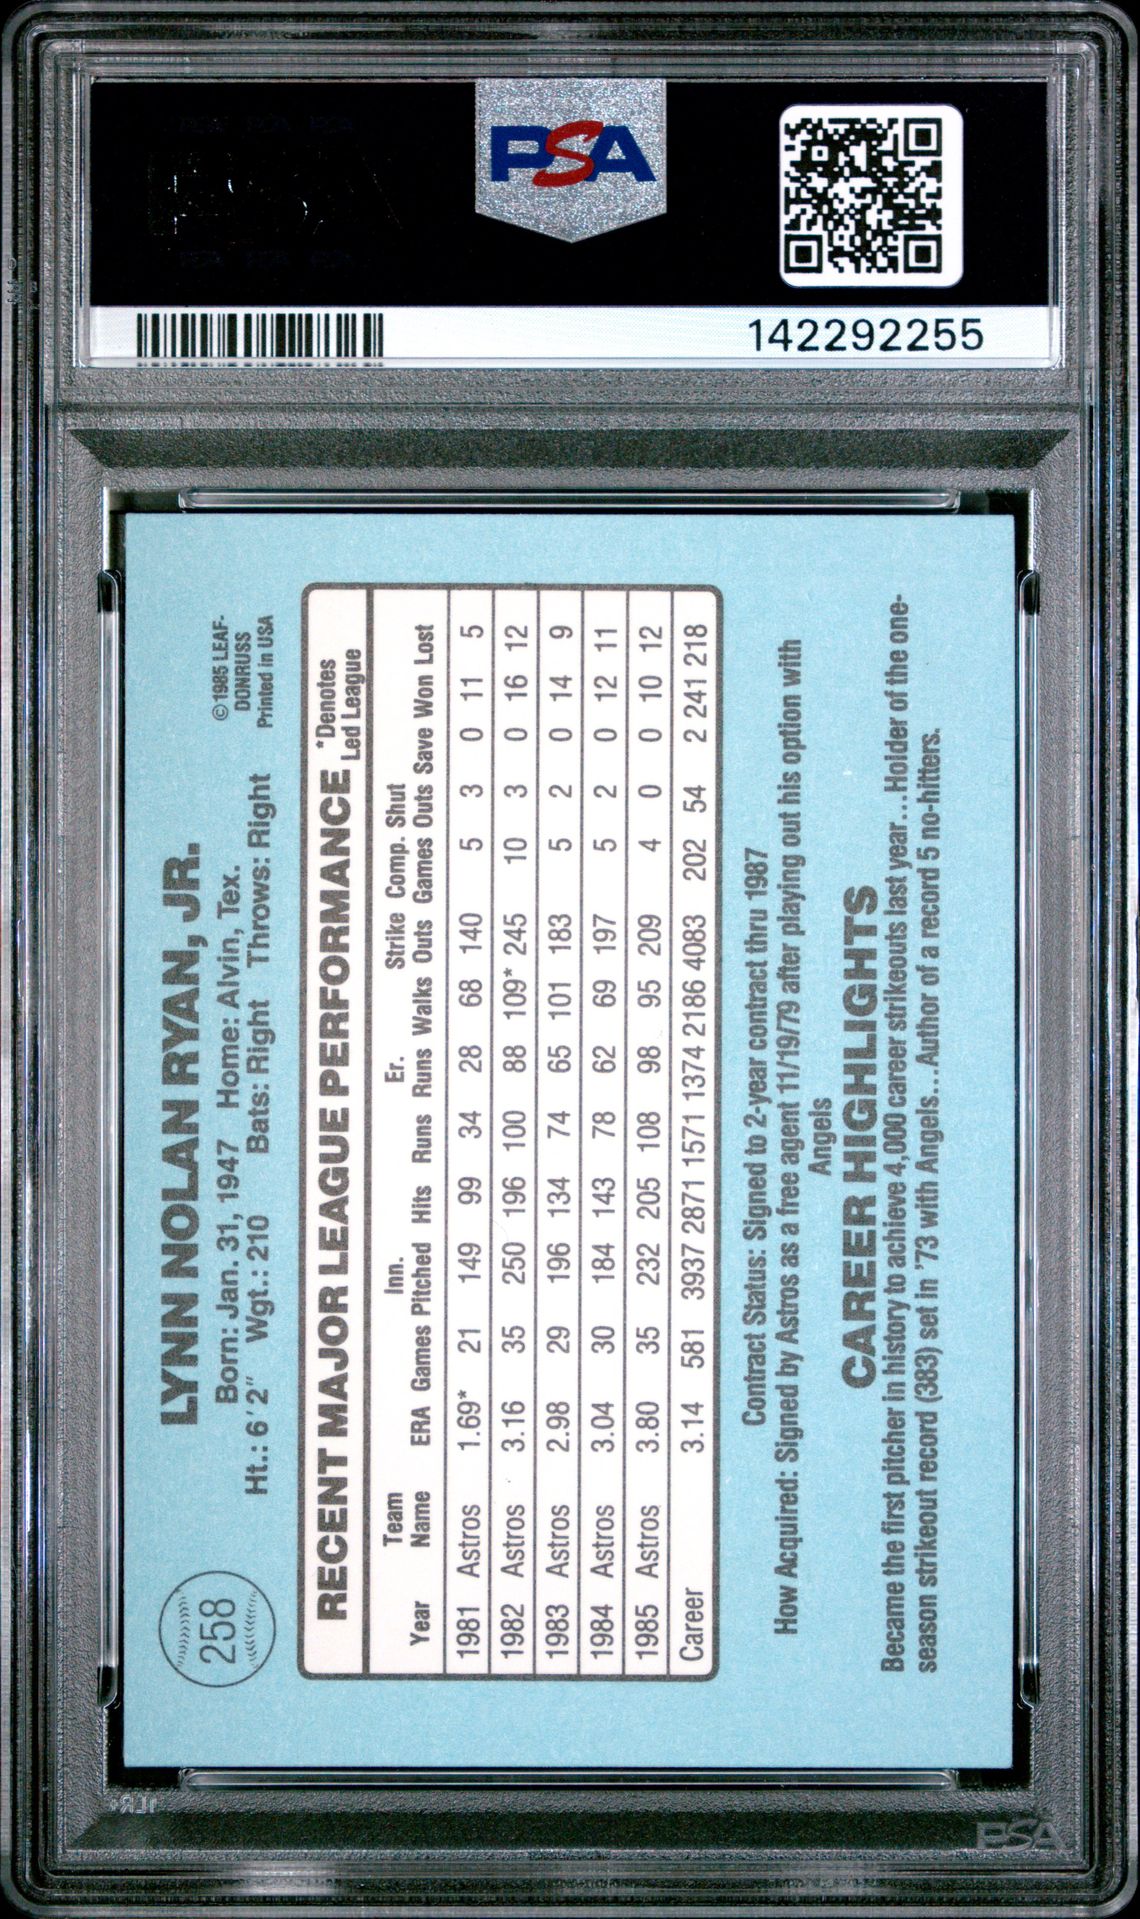 PSA
142292255
258
LYNN NOLAN RYAN, JR.
Born: Jan. 31, 1947 Home: Alvin, Tex.
Ht.: 6' 2" Wgt.: 210 Bats: Right Throws: Right
© 1985 LEAF-
DONRUSS
Printed in USA
RECENT MAJOR LEAGUE PERFORMANCE
*Denotes
Led League
Team Inn. Er. Strike Comp. Shut
Year Name ERA Games Pitched Hits Runs Runs Walks Outs Games Outs Save Won Lost
1981 Astros 1.69* 21 149 99 34 28 68 140 5 3 0 11 5
1982 Astros 3.16 35 250 196 100 88 109* 245 10 3 0 16 12
1983 Astros 2.98 29 196 134 74 65 101 183 5 2 0 14 9
1984 Astros 3.04 30 184 143 78 62 69 197 5 2 0 12 11
1985 Astros 3.80 35 232 205 108 98 95 209 4 0 0 10 12
Career 3.14 581 3937 2871 1571 1374 2186 4083 202 54 2 241 218
Contract Status: Signed to 2-year contract thru 1987
How Acquired: Signed by Astros as a free agent 11/19/79 after playing out his option with
Angels
CAREER HIGHLIGHTS
Became the first pitcher in history to achieve 4,000 career strikeouts last year...Holder of the one-
season strikeout record (383) set in '73 with Angels...Author of a record 5 no-hitters.
PSA